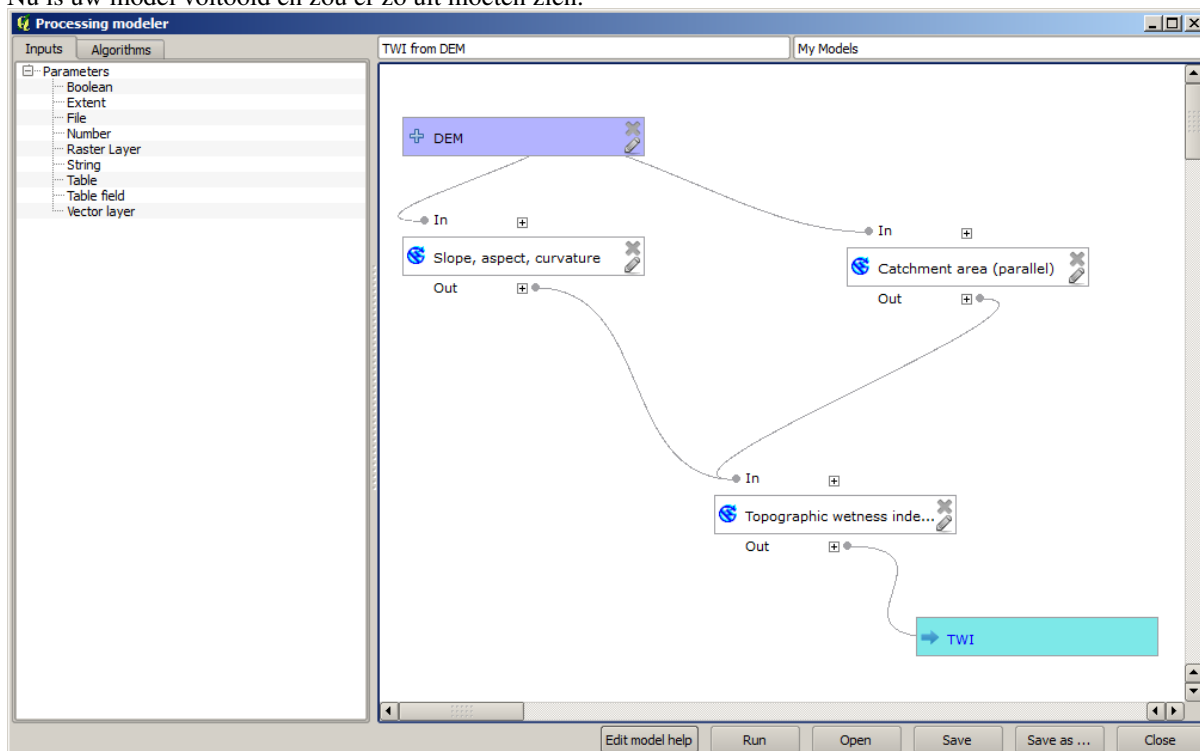 Nu is uw model voltooid en zou er zo uit moeten zien:
Processing modeler
Inputs
Algorithms
TWI from DEM
My Models
Parameters
Boolean
Extent
File
Number
Raster Layer
String
Table
Table field
Vector layer
DEM
In
Slope, aspect, curvature
Out
In
Catchment area (parallel)
Out
In
Topographic wetness inde...
Out
TWI
Edit model help
Run
Open
Save
Save as ...
Close